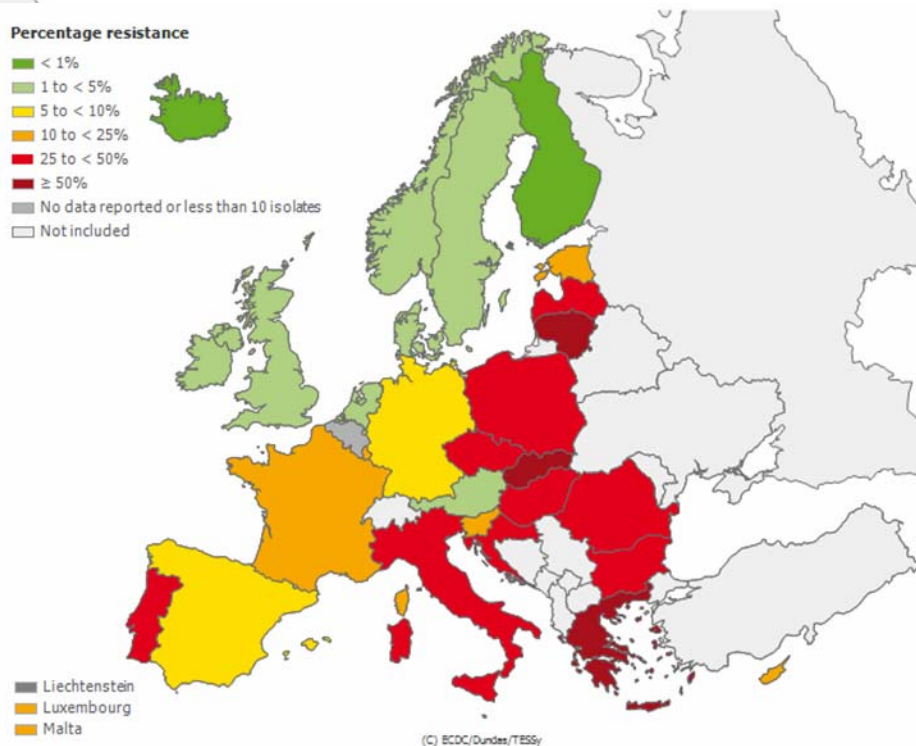 Percentage resistance
< 1%
1 to < 5%
5 to < 10%
10 to < 25%
25 to < 50%
≥ 50%
No data reported or less than 10 isolates
Not included
Liechtenstein
Luxembourg
Malta
(C) ECDC/Dundas/TESSy